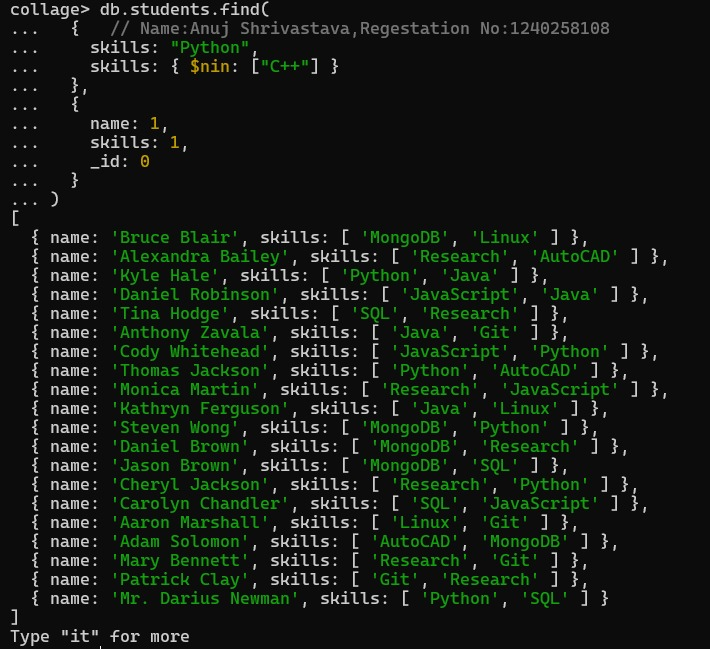 collage> db.students.find(
...    {   // Name:Anuj Shrivastava,Regestation No:1240258108
...      skills: "Python",
...      skills: { $nin: ["C++"] }
...    },
...    {
...      name: 1,
...      skills: 1,
...      _id: 0
...    }
... )
[
  { name: 'Bruce Blair', skills: [ 'MongoDB', 'Linux' ] },
  { name: 'Alexandra Bailey', skills: [ 'Research', 'AutoCAD' ] },
  { name: 'Kyle Hale', skills: [ 'Python', 'Java' ] },
  { name: 'Daniel Robinson', skills: [ 'JavaScript', 'Java' ] },
  { name: 'Tina Hodge', skills: [ 'SQL', 'Research' ] },
  { name: 'Anthony Zavala', skills: [ 'Java', 'Git' ] },
  { name: 'Cody Whitehead', skills: [ 'JavaScript', 'Python' ] },
  { name: 'Thomas Jackson', skills: [ 'Python', 'AutoCAD' ] },
  { name: 'Monica Martin', skills: [ 'Research', 'JavaScript' ] },
  { name: 'Kathryn Ferguson', skills: [ 'Java', 'Linux' ] },
  { name: 'Steven Wong', skills: [ 'MongoDB', 'Python' ] },
  { name: 'Daniel Brown', skills: [ 'MongoDB', 'Research' ] },
  { name: 'Jason Brown', skills: [ 'MongoDB', 'SQL' ] },
  { name: 'Cheryl Jackson', skills: [ 'Research', 'Python' ] },
  { name: 'Carolyn Chandler', skills: [ 'SQL', 'JavaScript' ] },
  { name: 'Aaron Marshall', skills: [ 'Linux', 'Git' ] },
  { name: 'Adam Solomon', skills: [ 'AutoCAD', 'MongoDB' ] },
  { name: 'Mary Bennett', skills: [ 'Research', 'Git' ] },
  { name: 'Patrick Clay', skills: [ 'Git', 'Research' ] },
  { name: 'Mr. Darius Newman', skills: [ 'Python', 'SQL' ] }
]
Type "it" for more